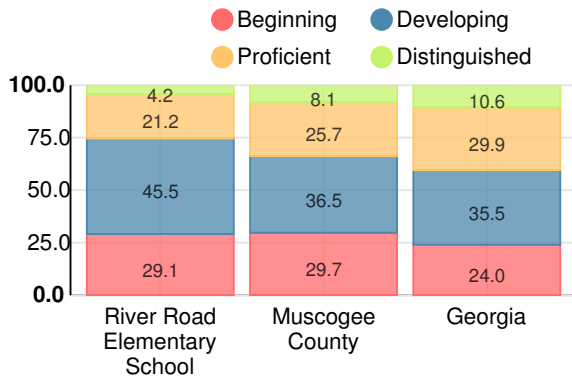 Beginning
Developing
Proficient
Distinguished
100.0
75.0
50.0
25.0
0.0
4.2
21.2
45.5
29.1
8.1
25.7
36.5
29.7
10.6
29.9
35.5
24.0
River Road
Elementary
School
Muscogee
County
Georgia